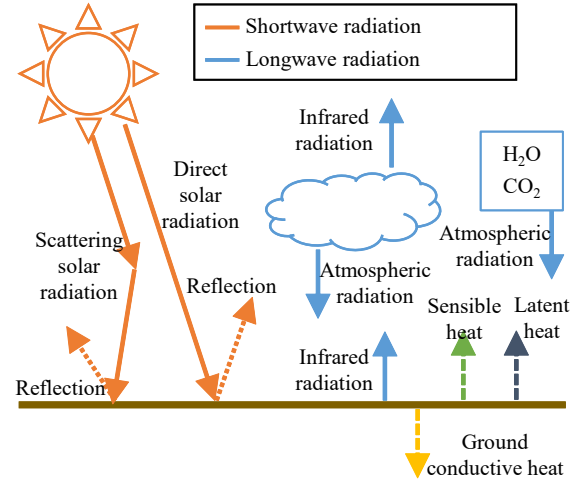 Shortwave radiation
Longwave radiation
Infrared
radiation
H₂O
CO₂
Direct
solar
radiation
Scattering
solar
radiation
Atmospheric
radiation
Atmospheric
radiation
Reflection
Sensible
heat
Latent
heat
Infrared
radiation
Reflection
Ground
conductive heat